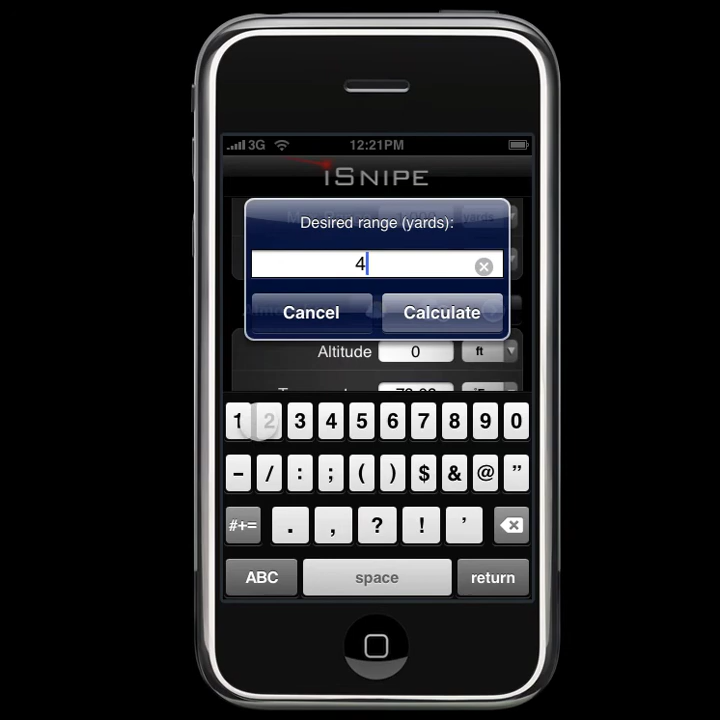 3G 12:21PM
iSNIPE
yards
Desired range (yards):
4
Cancel Calculate
Altitude 0 ft
1 2 3 4 5 6 7 8 9 0
- / : ; ( ) $ & @ ”
#+= . , ? ! ’
ABC space return